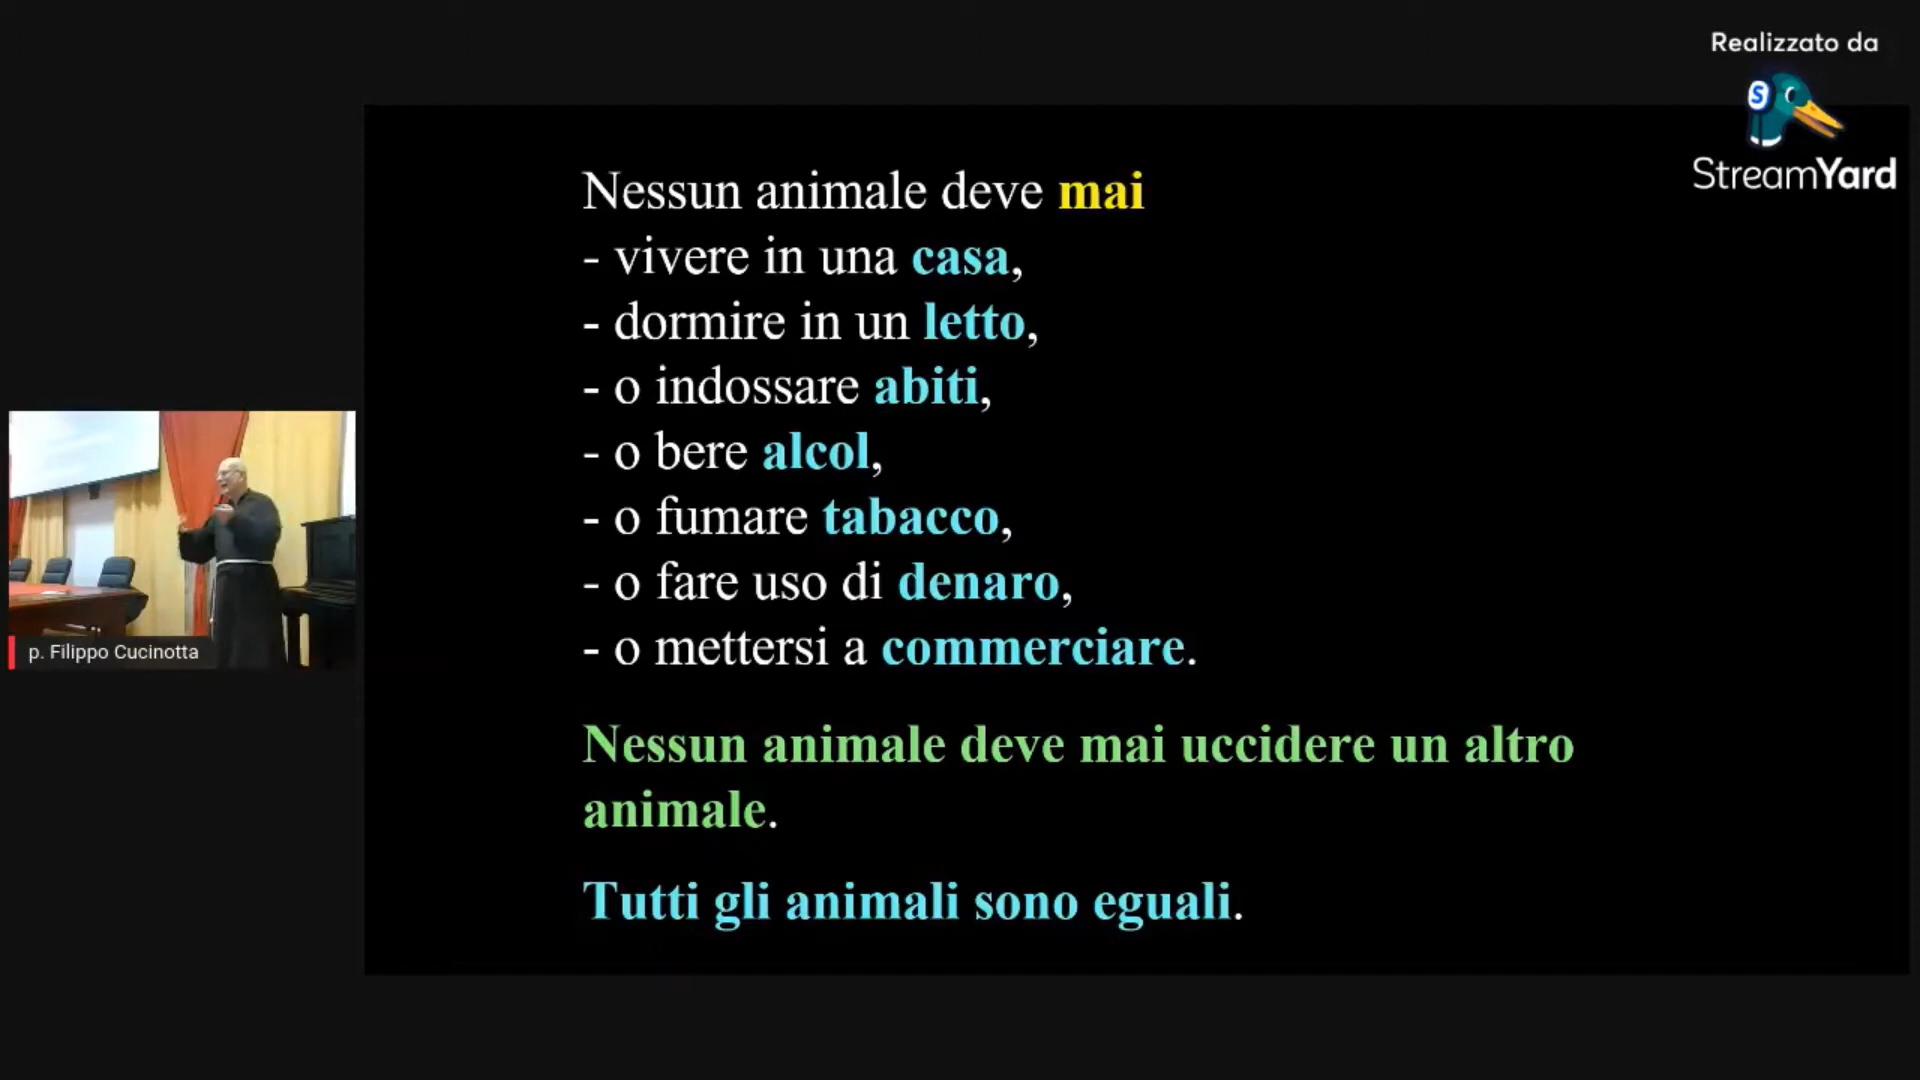 Realizzato da
StreamYard
Nessun animale deve mai
- vivere in una casa,
- dormire in un letto,
- o indossare abiti,
- o bere alcol,
- o fumare tabacco,
- o fare uso di denaro,
- o mettersi a commerciare.
Nessun animale deve mai uccidere un altro
animale.
Tutti gli animali sono eguali.
p. Filippo Cucinotta